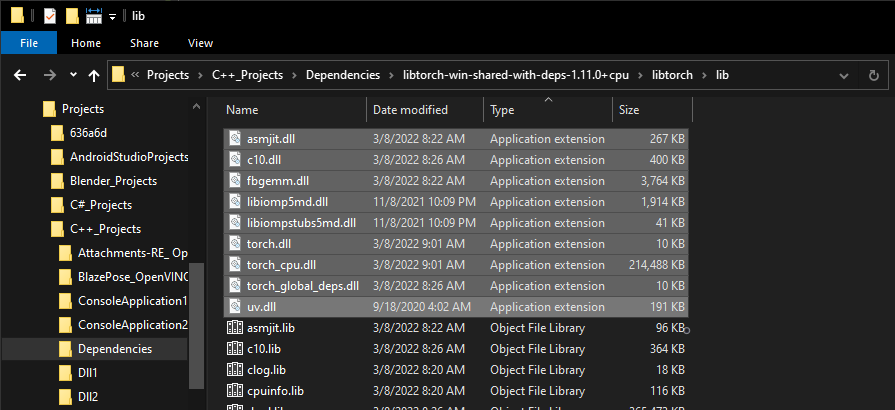 lib
File Home Share View
Projects > C++_Projects > Dependencies > libtorch-win-shared-with-deps-1.11.0+cpu > libtorch > lib
Projects
636a6d
AndroidStudioProjects
Blender_Projects
C#_Projects
C++_Projects
Attachments-RE_ Op
BlazePose_OpenVINC
ConsoleApplication1
ConsoleApplication2
Dependencies
Dll1
Dll2
Name Date modified Type Size
asmjit.dll 3/8/2022 8:22 AM Application extension 267 KB
c10.dll 3/8/2022 8:26 AM Application extension 400 KB
fbgemm.dll 3/8/2022 8:22 AM Application extension 3,764 KB
libiomp5md.dll 11/8/2021 10:09 PM Application extension 1,914 KB
libiompstubs5md.dll 11/8/2021 10:09 PM Application extension 41 KB
torch.dll 3/8/2022 9:01 AM Application extension 10 KB
torch_cpu.dll 3/8/2022 9:01 AM Application extension 214,488 KB
torch_global_deps.dll 3/8/2022 8:26 AM Application extension 10 KB
uv.dll 9/18/2020 4:02 AM Application extension 191 KB
asmjit.lib 3/8/2022 8:22 AM Object File Library 96 KB
c10.lib 3/8/2022 8:26 AM Object File Library 364 KB
clog.lib 3/8/2022 8:20 AM Object File Library 18 KB
cpuinfo.lib 3/8/2022 8:20 AM Object File Library 116 KB